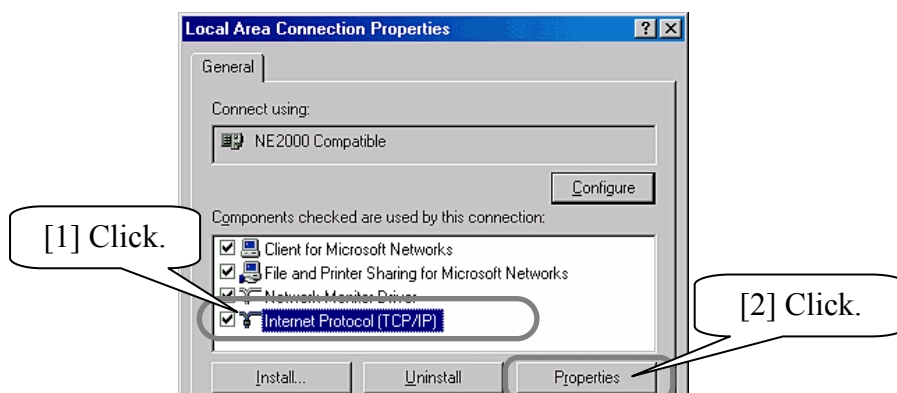 Local Area Connection Properties
General
Connect using:
NE2000 Compatible
Configure
Components checked are used by this connection:
[1] Click.
Client for Microsoft Networks
File and Printer Sharing for Microsoft Networks
Network Monitor Driver
Internet Protocol (TCP/IP)
[2] Click.
Install... Uninstall Properties